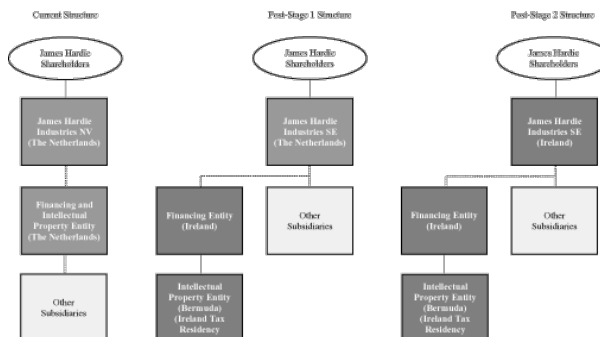 Current Structure
James Hardie
Shareholders
James Hardie
Industries NV
(The Netherlands)
Financing and
Intellectual
Property Entity
(The Netherlands)
Other
Subsidiaries
Post-Stage 1 Structure
James Hardie
Shareholders
James Hardie
Industries SE
(The Netherlands)
Financing Entity
(Ireland)
Other
Subsidiaries
Intellectual
Property Entity
(Bermuda)
(Ireland Tax
Residency
Post-Stage 2 Structure
James Hardie
Shareholders
James Hardie
Industries SE
(Ireland)
Financing Entity
(Ireland)
Other
Subsidiaries
Intellectual
Property Entity
(Bermuda)
(Ireland Tax
Residency